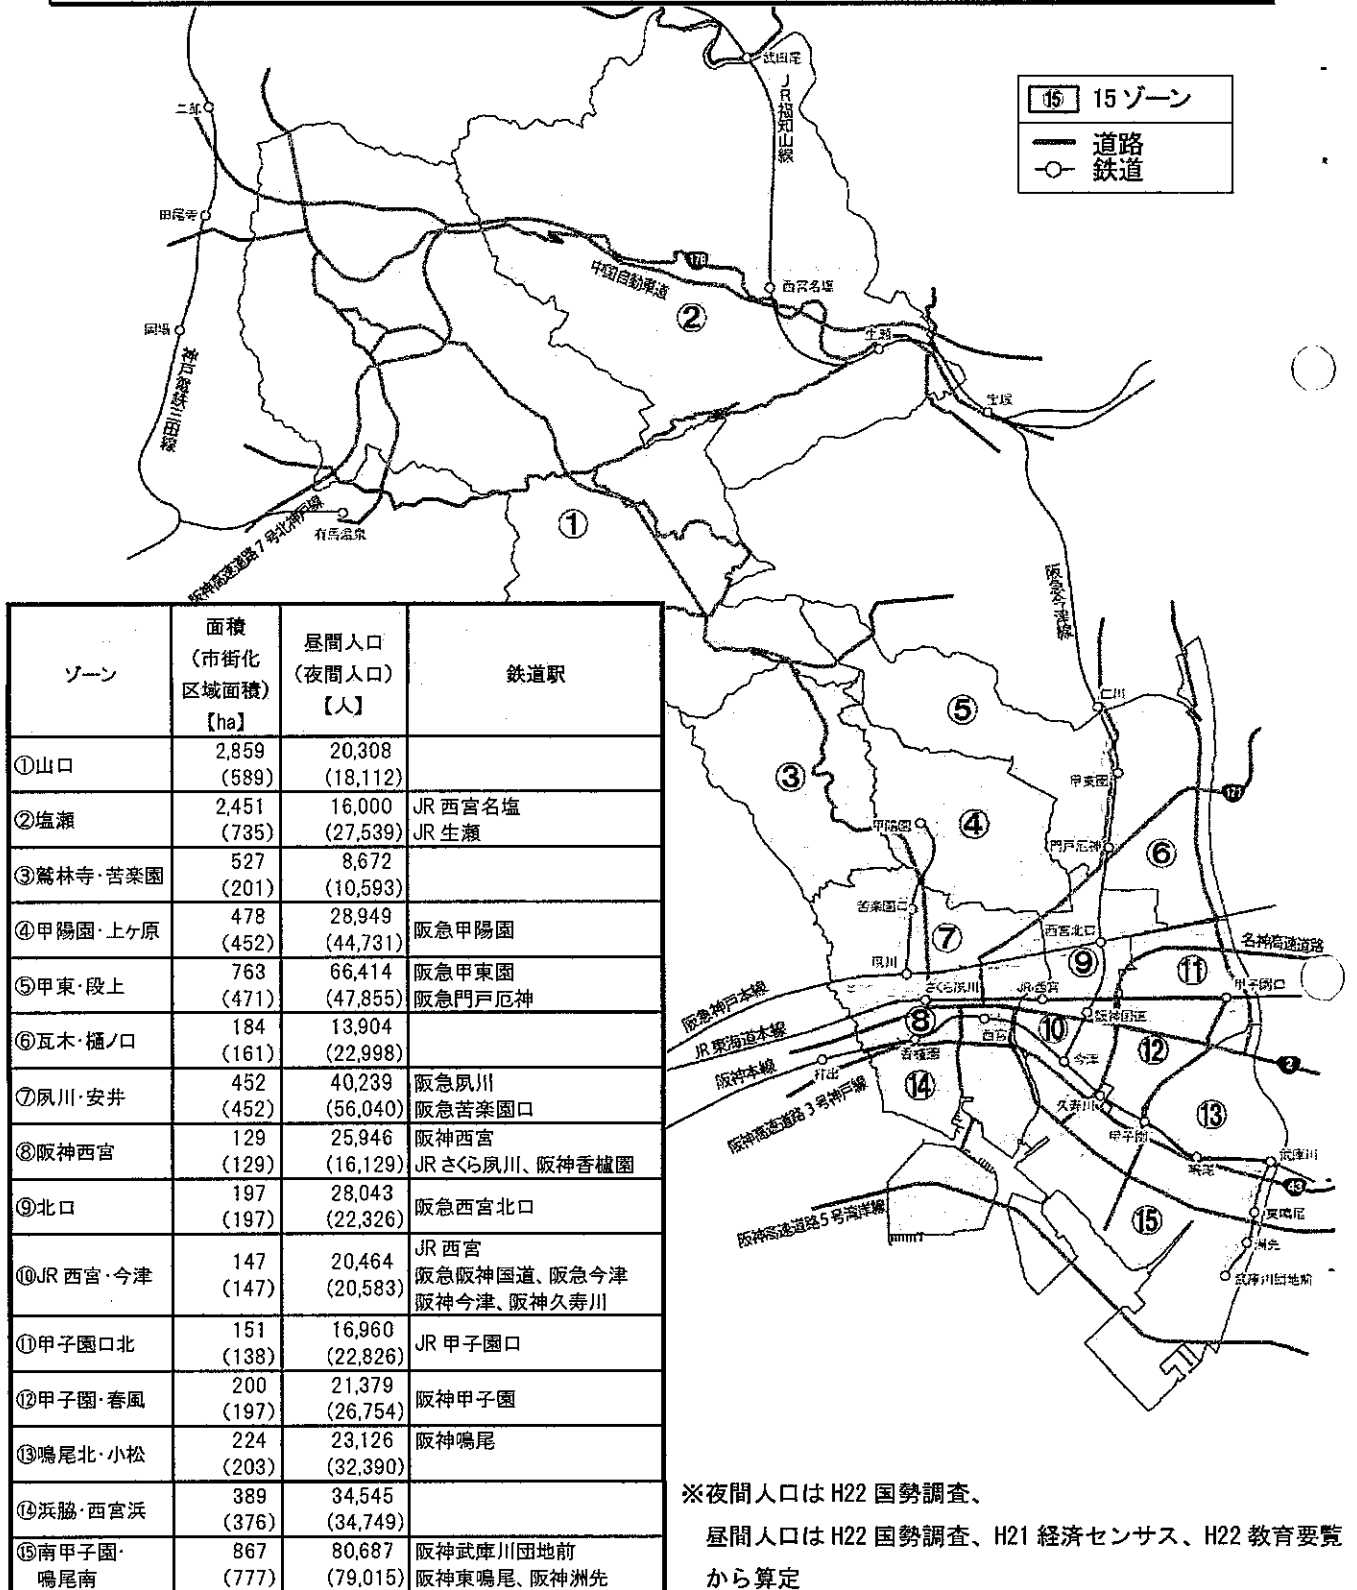 ⑮ 15ゾーン
道路
鉄道
武田尾
JR福知山線
二郎
田尾寺
岡場
神戸電鉄三田線
有馬温泉
阪神高速道路7号北神戸線
中国自動車道
176
西宮名塩
生瀬
宝塚
②
①
阪急今津線
仁川
甲東園
門戸厄神
171
⑤
③
④
⑥
甲陽園
苦楽園口
⑦
西宮北口
⑨
名神高速道路
⑪
夙川
さくら夙川
JR西宮
甲子園口
阪急神戸本線
JR東海道本線
阪神本線
⑧
⑩
阪神国道
⑫
2
西宮
香櫨園
打出
今津
⑭
久寿川
⑬
阪神高速道路3号神戸線
甲子園
鳴尾
武庫川
43
阪神高速道路5号湾岸線
⑮
東鳴尾
洲先
武庫川団地前
ゾーン 面積(市街化区域面積)【ha】 昼間人口(夜間人口)【人】 鉄道駅
①山口 2,859 (589) 20,308 (18,112)
②塩瀬 2,451 (735) 16,000 (27,539) JR西宮名塩 JR生瀬
③鷲林寺・苦楽園 527 (201) 8,672 (10,593)
④甲陽園・上ヶ原 478 (452) 28,949 (44,731) 阪急甲陽園
⑤甲東・段上 763 (471) 66,414 (47,855) 阪急甲東園 阪急門戸厄神
⑥瓦木・樋ノ口 184 (161) 13,904 (22,998)
⑦夙川・安井 452 (452) 40,239 (56,040) 阪急夙川 阪急苦楽園口
⑧阪神西宮 129 (129) 25,946 (16,129) 阪神西宮 JRさくら夙川、阪神香櫨園
⑨北口 197 (197) 28,043 (22,326) 阪急西宮北口
⑩JR西宮・今津 147 (147) 20,464 (20,583) JR西宮 阪急阪神国道、阪急今津 阪神今津、阪神久寿川
⑪甲子園口北 151 (138) 16,960 (22,826) JR甲子園口
⑫甲子園・春風 200 (197) 21,379 (26,754) 阪神甲子園
⑬鳴尾北・小松 224 (203) 23,126 (32,390) 阪神鳴尾
⑭浜脇・西宮浜 389 (376) 34,545 (34,749)
⑮南甲子園・鳴尾南 867 (777) 80,687 (79,015) 阪神武庫川団地前 阪神東鳴尾、阪神洲先
※夜間人口はH22国勢調査、
昼間人口はH22国勢調査、H21経済センサス、H22教育要覧
から算定